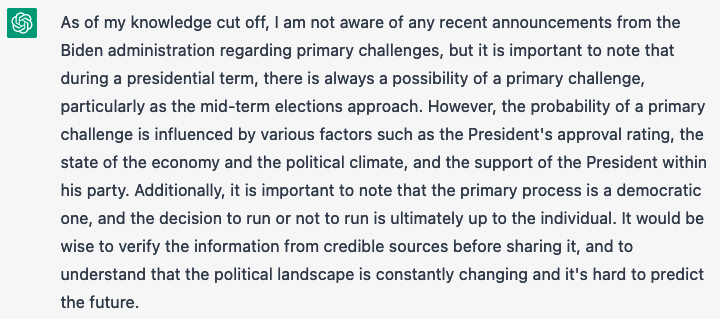 As of my knowledge cut off, I am not aware of any recent announcements from the
Biden administration regarding primary challenges, but it is important to note that
during a presidential term, there is always a possibility of a primary challenge,
particularly as the mid-term elections approach. However, the probability of a primary
challenge is influenced by various factors such as the President's approval rating, the
state of the economy and the political climate, and the support of the President within
his party. Additionally, it is important to note that the primary process is a democratic
one, and the decision to run or not to run is ultimately up to the individual. It would be
wise to verify the information from credible sources before sharing it, and to
understand that the political landscape is constantly changing and it's hard to predict
the future.